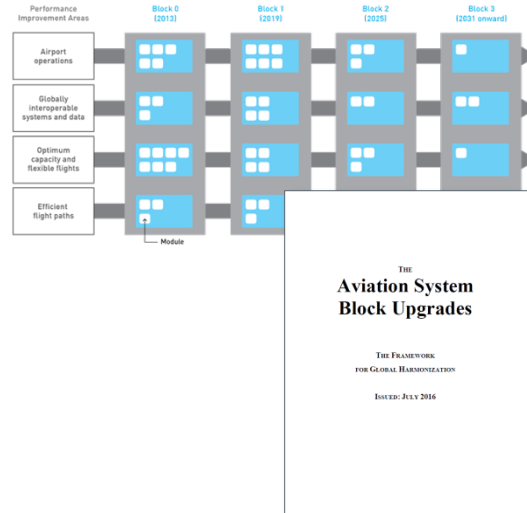 Performance
Improvement Areas
Block 0
(2013)
Block 1
(2019)
Block 2
(2025)
Block 3
(2031 onward)
Airport
operations
Globally
interoperable
systems and data
Optimum
capacity and
flexible flights
Efficient
flight paths
Module
THE
Aviation System
Block Upgrades
THE FRAMEWORK
FOR GLOBAL HARMONIZATION
ISSUED: JULY 2016